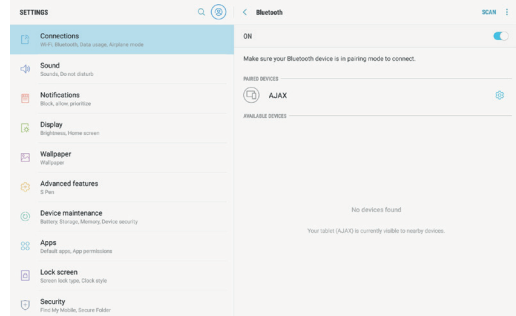 SETTINGS
Connections
Wi-Fi, Bluetooth, Data usage, Airplane mode
Sound
Sounds, Do not disturb
Notifications
Block, allow, prioritize
Display
Brightness, Home screen
Wallpaper
Wallpaper
Advanced features
S Pen
Device maintenance
Battery, Storage, Memory, Device security
Apps
Default apps, App permissions
Lock screen
Screen lock type, Clock style
Security
Find My Mobile, Secure Folder
Bluetooth
SCAN
ON
Make sure your Bluetooth device is in pairing mode to connect.
PAIRED DEVICES
AJAX
AVAILABLE DEVICES
No devices found
Your tablet (AJAX) is currently visible to nearby devices.